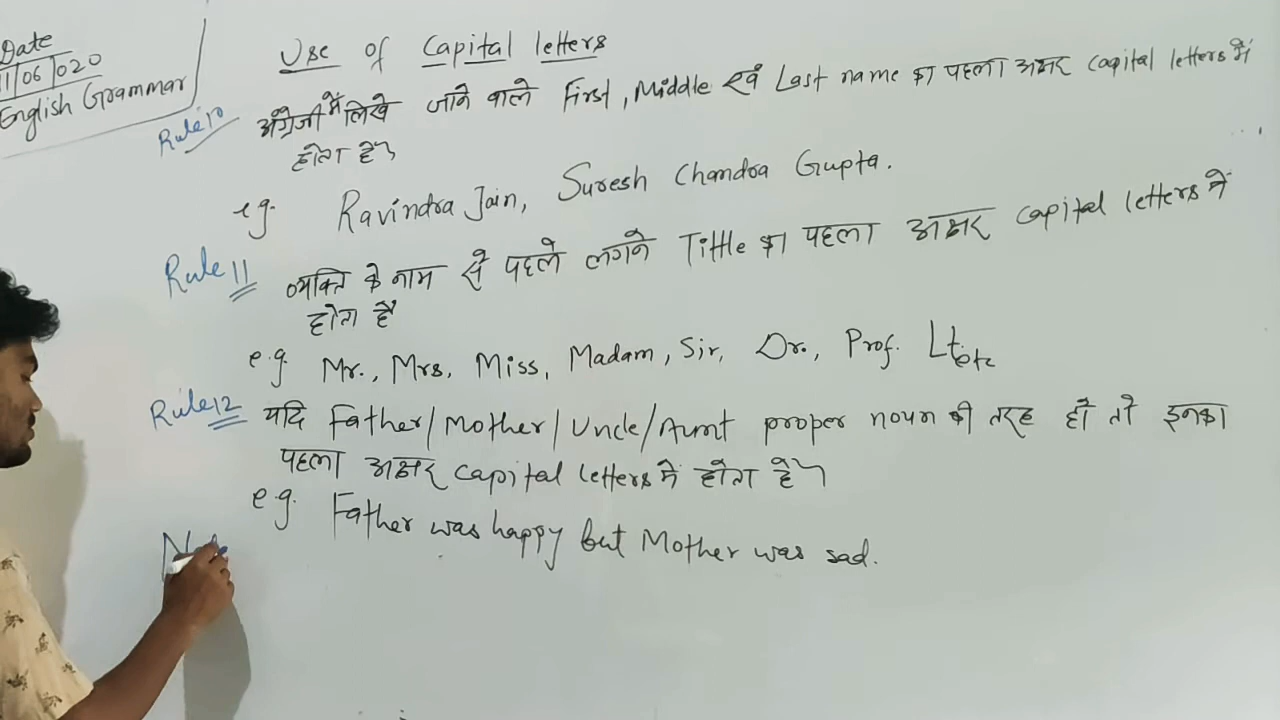 Date
11/06/020
English Grammar
Use of Capital letters
Rule 10 अंग्रेजी में लिखे जाने वाले First, Middle एवं Last name का पहला अक्षर capital letters में
होता है
e.g. Ravindra Jain, Suresh Chandra Gupta.
Rule 11 व्यक्ति के नाम से पहले लगने Tittle का पहला अक्षर capital letters में
होता है
e.g. Mr., Mrs, Miss, Madam, Sir, Dr., Prof. Lt. etc
Rule 12 यदि Father/Mother/Uncle/Aunt proper noun की तरह हो तो इनका
पहला अक्षर capital letters में होता है
e.g. Father was happy but Mother was sad.